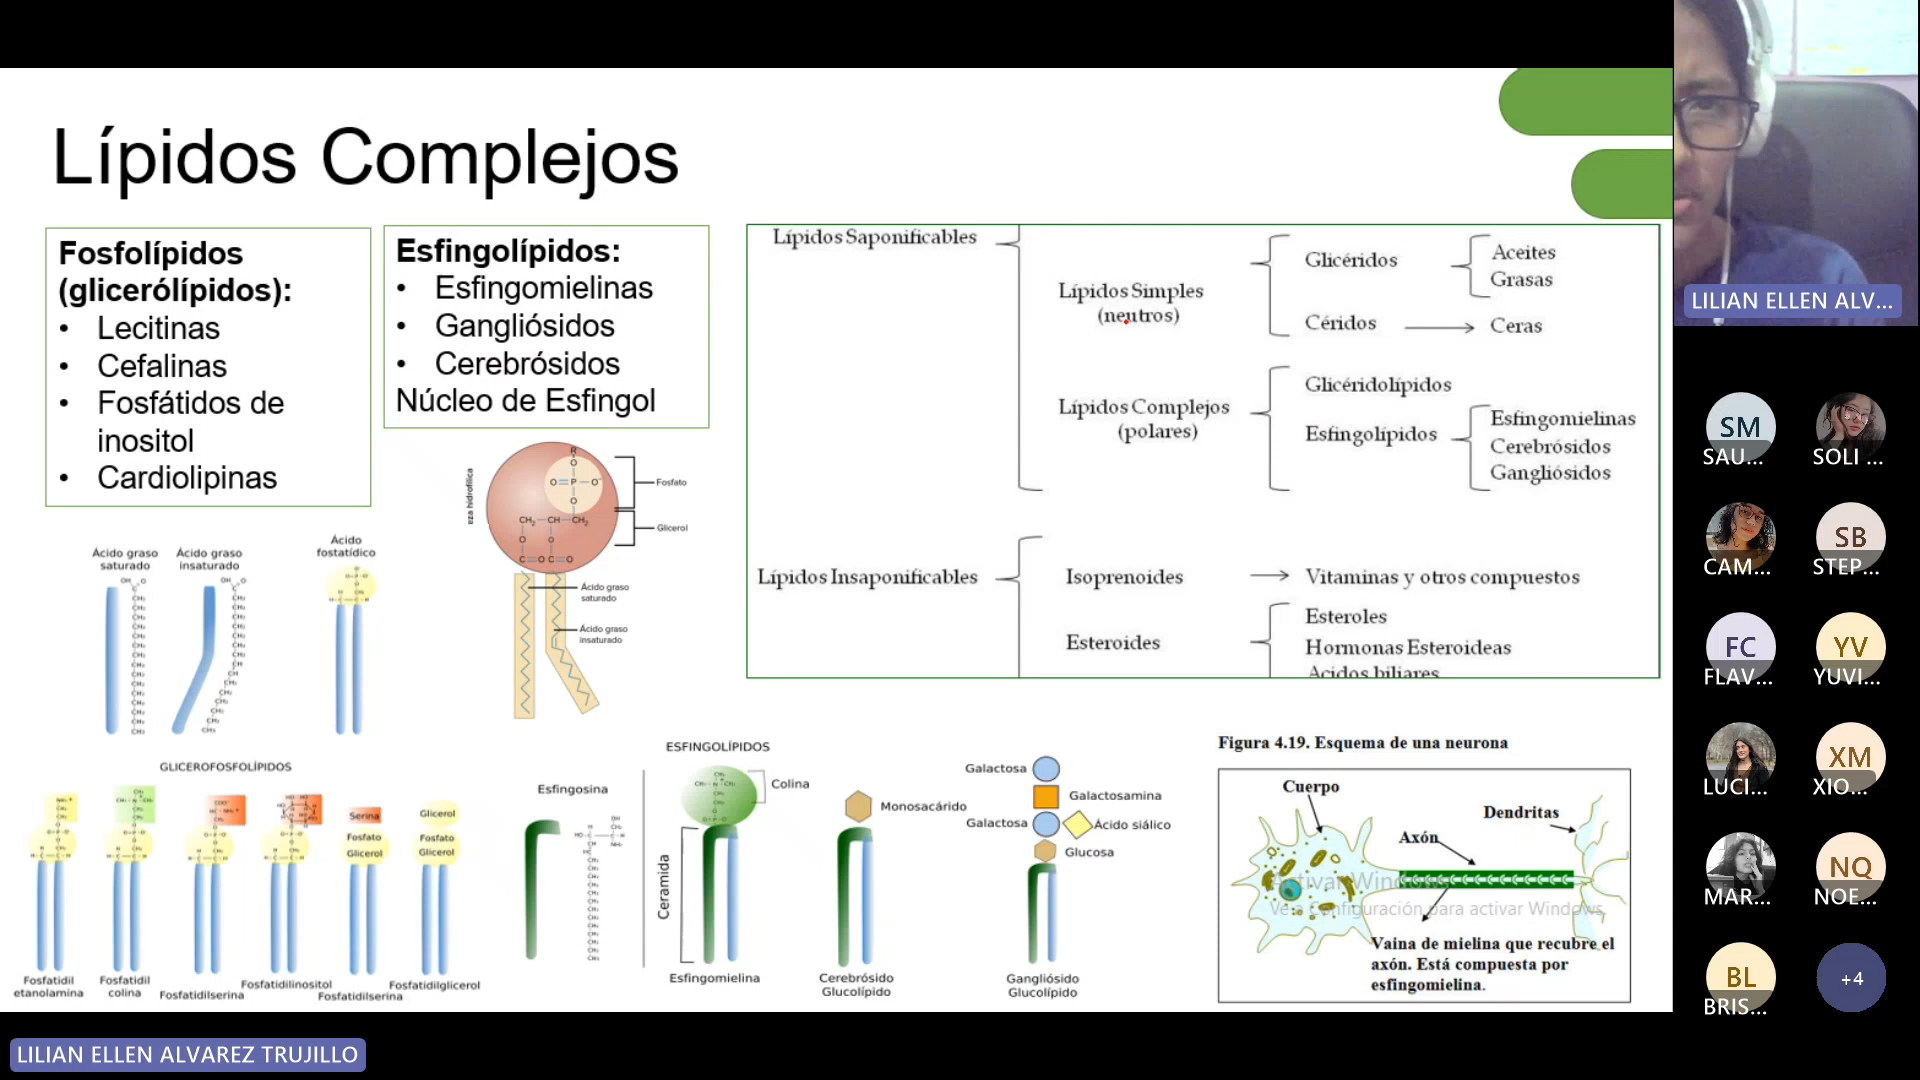 Lípidos Complejos
Fosfolípidos
(glicerólípidos):
• Lecitinas
• Cefalinas
• Fosfátidos de
inositol
• Cardiolipinas
Esfingolípidos:
• Esfingomielinas
• Gangliósidos
• Cerebrósidos
Núcleo de Esfingol
Lípidos Saponificables
Lípidos Simples
(neutros)
Glicéridos
Aceites
Grasas
Céridos
Ceras
Lípidos Complejos
(polares)
Glicéridolípidos
Esfingolípidos
Esfingomielinas
Cerebrósidos
Gangliósidos
Lípidos Insaponificables
Isoprenoides
Vitaminas y otros compuestos
Esteroides
Esteroles
Hormonas Esteroideas
Acidos biliares
eza hidrofílica
Fosfato
Glicerol
Ácido graso
saturado
Ácido graso
insaturado
Ácido graso
saturado
Ácido graso
insaturado
Ácido
fostatídico
GLICEROFOSFOLÍPIDOS
Serina
Fosfato
Glicerol
Glicerol
Fosfato
Glicerol
Fosfatidil
etanolamina
Fosfatidil
colina
Fosfatidilserina
Fosfatidilinositol
Fosfatidilserina
Fosfatidilglicerol
ESFINGOLÍPIDOS
Esfingosina
Colina
Ceramida
Esfingomielina
Monosacárido
Cerebrósido
Glucolípido
Galactosa
Galactosamina
Galactosa
Ácido siálico
Glucosa
Gangliósido
Glucolípido
Figura 4.19. Esquema de una neurona
Cuerpo
Dendritas
Axón
Vaina de mielina que recubre el
axón. Está compuesta por
esfingomielina.
Activar Windows
Ve a Configuración para activar Windows.
LILIAN ELLEN ALV...
SM
SAU...
SOLI ...
CAM...
SB
STEP...
FC
FLAV...
YV
YUVI...
LUCI...
XM
XIO...
MAR...
NQ
NOE...
BL
BRIS...
+4
LILIAN ELLEN ALVAREZ TRUJILLO